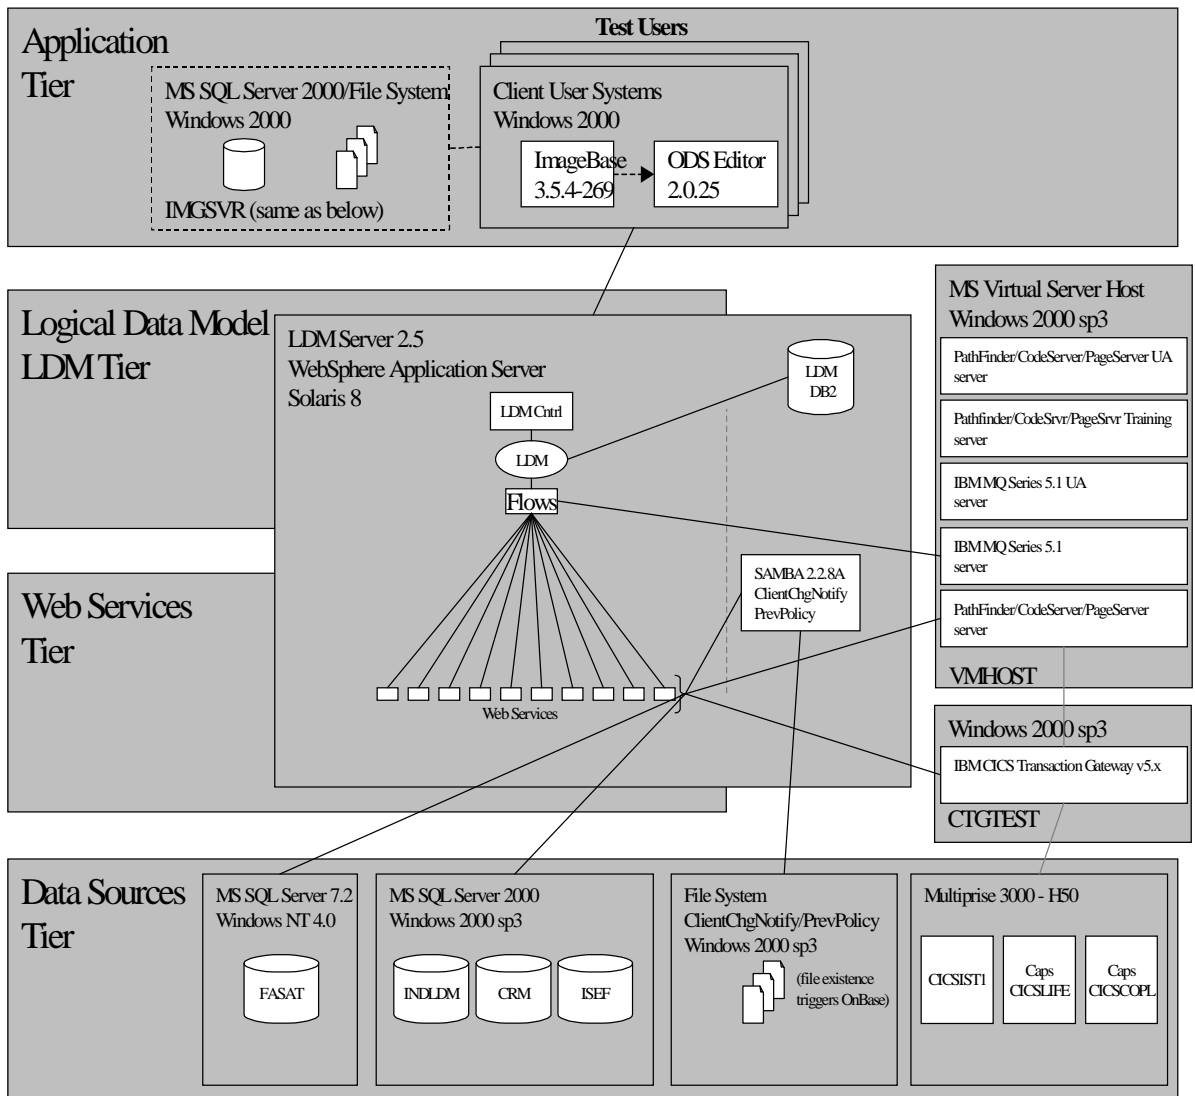 Test Users
Application
Tier
MS SQL Server 2000/File System
Windows 2000
IMGSVR (same as below)
Client User Systems
Windows 2000
ImageBase
3.5.4-269
ODS Editor
2.0.25
Logical Data Model
LDM Tier
LDM Server 2.5
WebSphere Application Server
Solaris 8
LDM Cntrl
LDM
Flows
LDM
DB2
MS Virtual Server Host
Windows 2000 sp3
PathFinder/CodeServer/PageServer UA
server
Pathfinder/CodeSrvr/PageSrvr Training
server
IBM MQ Series 5.1 UA
server
IBM MQ Series 5.1
server
PathFinder/CodeServer/PageServer
server
VMHOST
Web Services
Tier
SAMBA 2.2.8A
ClientChgNotify
PrevPolicy
Web Services
Windows 2000 sp3
IBM CICS Transaction Gateway v5.x
CTGTEST
Data Sources
Tier
MS SQL Server 7.2
Windows NT 4.0
FASAT
MS SQL Server 2000
Windows 2000 sp3
INDLDM
CRM
ISEF
File System
ClientChgNotify/PrevPolicy
Windows 2000 sp3
(file existence
triggers OnBase)
Multiprise 3000 - H50
CICSIST1
Caps
CICSLIFE
Caps
CICSCOPL